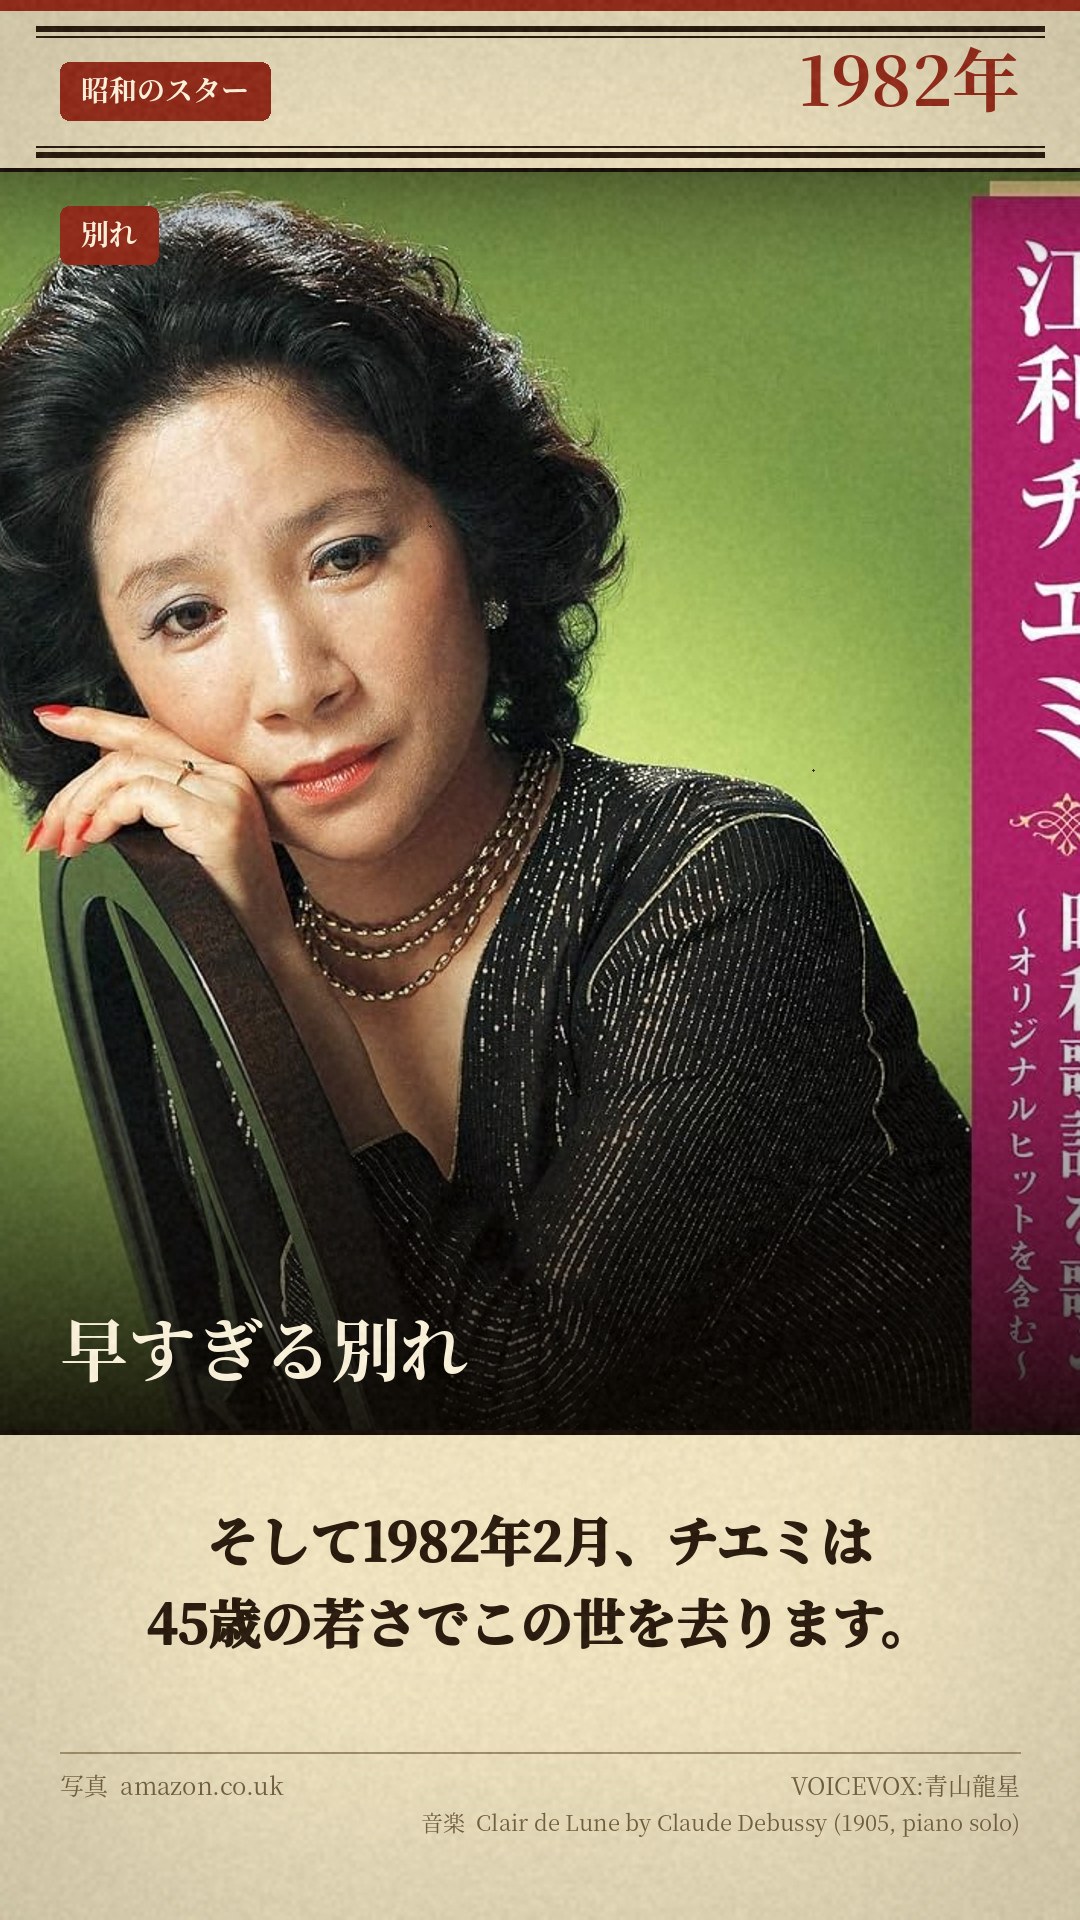 昭和のスター
1982年
別れ
江利チエミ
～オリジナルヒットを含む～
早すぎる別れ
そして1982年2月、チエミは
45歳の若さでこの世を去ります。
写真 amazon.co.uk
VOICEVOX:青山龍星
音楽 Clair de Lune by Claude Debussy (1905, piano solo)